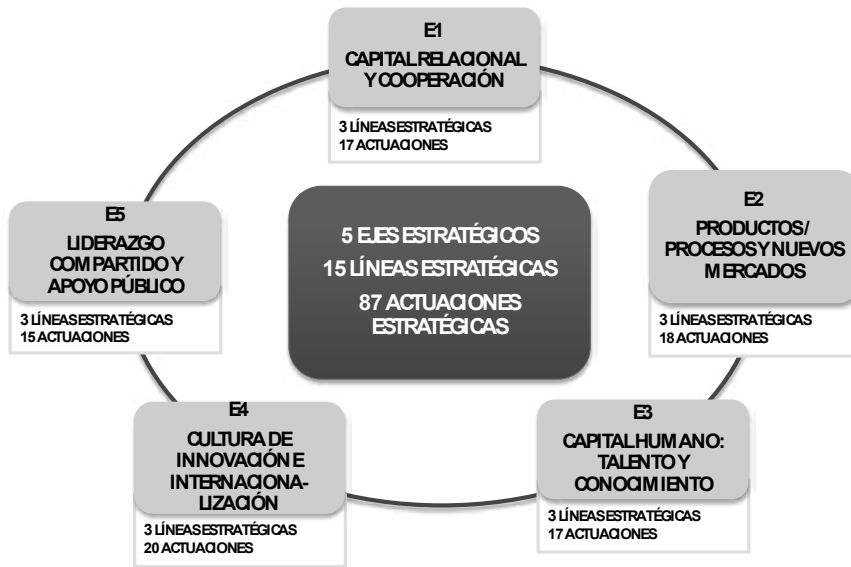 E1
CAPITAL RELACIONAL
Y COOPERACIÓN
3 LÍNEAS ESTRATÉGICAS
17 ACTUACIONES
E2
PRODUCTOS/
PROCESOS Y NUEVOS
MERCADOS
3 LÍNEAS ESTRATÉGICAS
18 ACTUACIONES
E3
CAPITAL HUMANO:
TALENTO Y
CONOCIMIENTO
3 LÍNEAS ESTRATÉGICAS
17 ACTUACIONES
E4
CULTURA DE
INNOVACIÓN E
INTERNACIONA-
LIZACIÓN
3 LÍNEAS ESTRATÉGICAS
20 ACTUACIONES
E5
LIDERAZGO
COMPARTIDO Y
APOYO PÚBLICO
3 LÍNEAS ESTRATÉGICAS
15 ACTUACIONES
5 EJES ESTRATÉGICOS
15 LÍNEAS ESTRATÉGICAS
87 ACTUACIONES
ESTRATÉGICAS